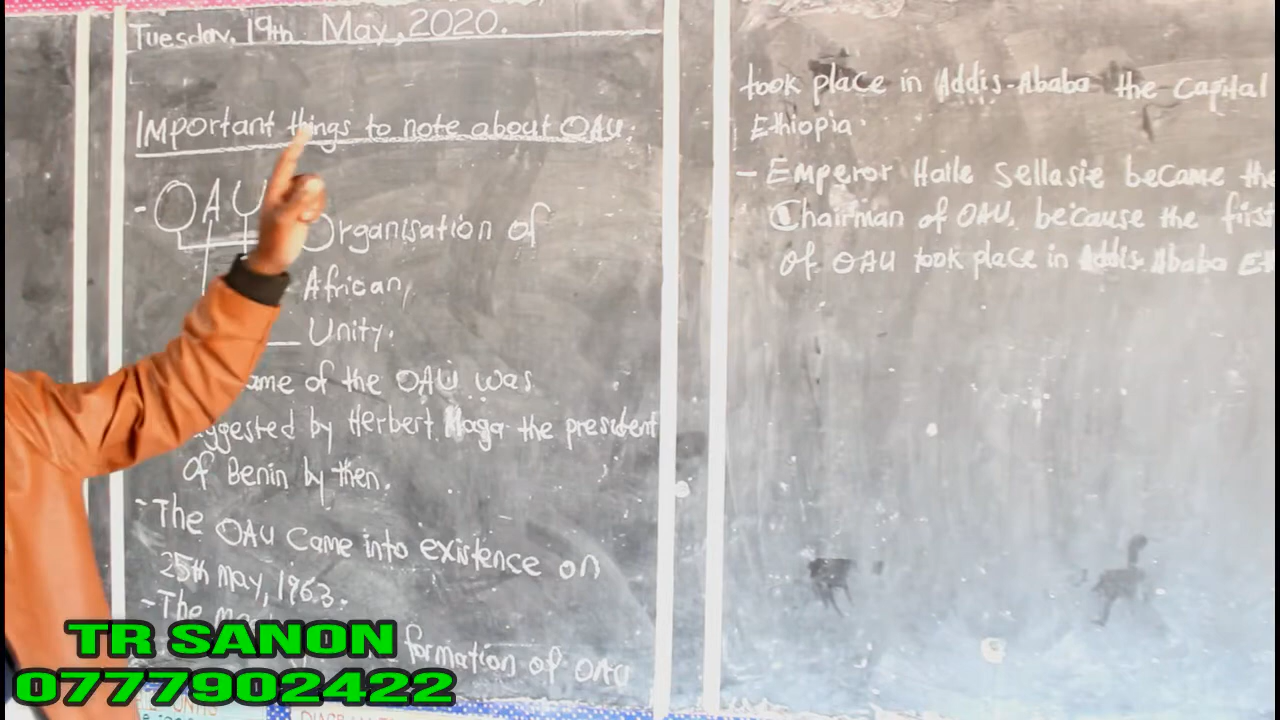 Tuesday, 19th May, 2020.
Important things to note about OAU.
- OAU
Organisation of
African,
Unity.
of the OAU was
by Herbert Maga the president
of Benin by then.
- The OAU came into existence on
25th May, 1963.
- The
formation of OAU
took place in Addis-Ababa the Capital
Ethiopia.
- Emperor Haile Sellasie became the
Chairman of OAU, because the first
of OAU took place in Addis-Ababa
TR SANON
0777902422